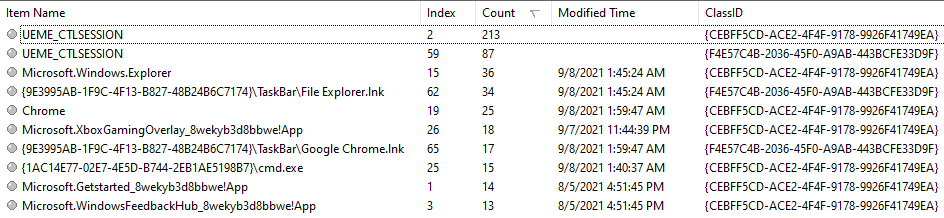 Item Name Index Count Modified Time ClassID
UEME_CTLSESSION 2 213 {CEBFF5CD-ACE2-4F4F-9178-9926F41749EA}
UEME_CTLSESSION 59 87 {F4E57C4B-2036-45F0-A9AB-443BCFE33D9F}
Microsoft.Windows.Explorer 15 36 9/8/2021 1:45:24 AM {CEBFF5CD-ACE2-4F4F-9178-9926F41749EA}
{9E3995AB-1F9C-4F13-B827-48B24B6C7174}\TaskBar\File Explorer.lnk 62 34 9/8/2021 1:45:24 AM {F4E57C4B-2036-45F0-A9AB-443BCFE33D9F}
Chrome 19 25 9/8/2021 1:59:47 AM {CEBFF5CD-ACE2-4F4F-9178-9926F41749EA}
Microsoft.XboxGamingOverlay_8wekyb3d8bbwe!App 26 18 9/7/2021 11:44:39 PM {CEBFF5CD-ACE2-4F4F-9178-9926F41749EA}
{9E3995AB-1F9C-4F13-B827-48B24B6C7174}\TaskBar\Google Chrome.lnk 65 17 9/8/2021 1:59:47 AM {F4E57C4B-2036-45F0-A9AB-443BCFE33D9F}
{1AC14E77-02E7-4E5D-B744-2EB1AE5198B7}\cmd.exe 25 15 9/8/2021 1:40:37 AM {CEBFF5CD-ACE2-4F4F-9178-9926F41749EA}
Microsoft.Getstarted_8wekyb3d8bbwe!App 1 14 8/5/2021 4:51:45 PM {CEBFF5CD-ACE2-4F4F-9178-9926F41749EA}
Microsoft.WindowsFeedbackHub_8wekyb3d8bbwe!App 3 13 8/5/2021 4:51:45 PM {CEBFF5CD-ACE2-4F4F-9178-9926F41749EA}